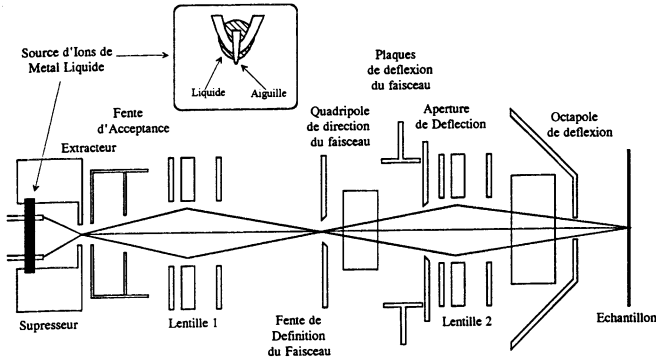 Source d'Ions de
Metal Liquide
Liquide
Aiguille
Fente
d'Acceptance
Extracteur
Quadripole
de direction
du faisceau
Plaques
de deflexion
du faisceau
Aperture
de Deflection
Octapole
de deflexion
Supresseur
Lentille 1
Fente de
Definition
du Faisceau
Lentille 2
Echantillon